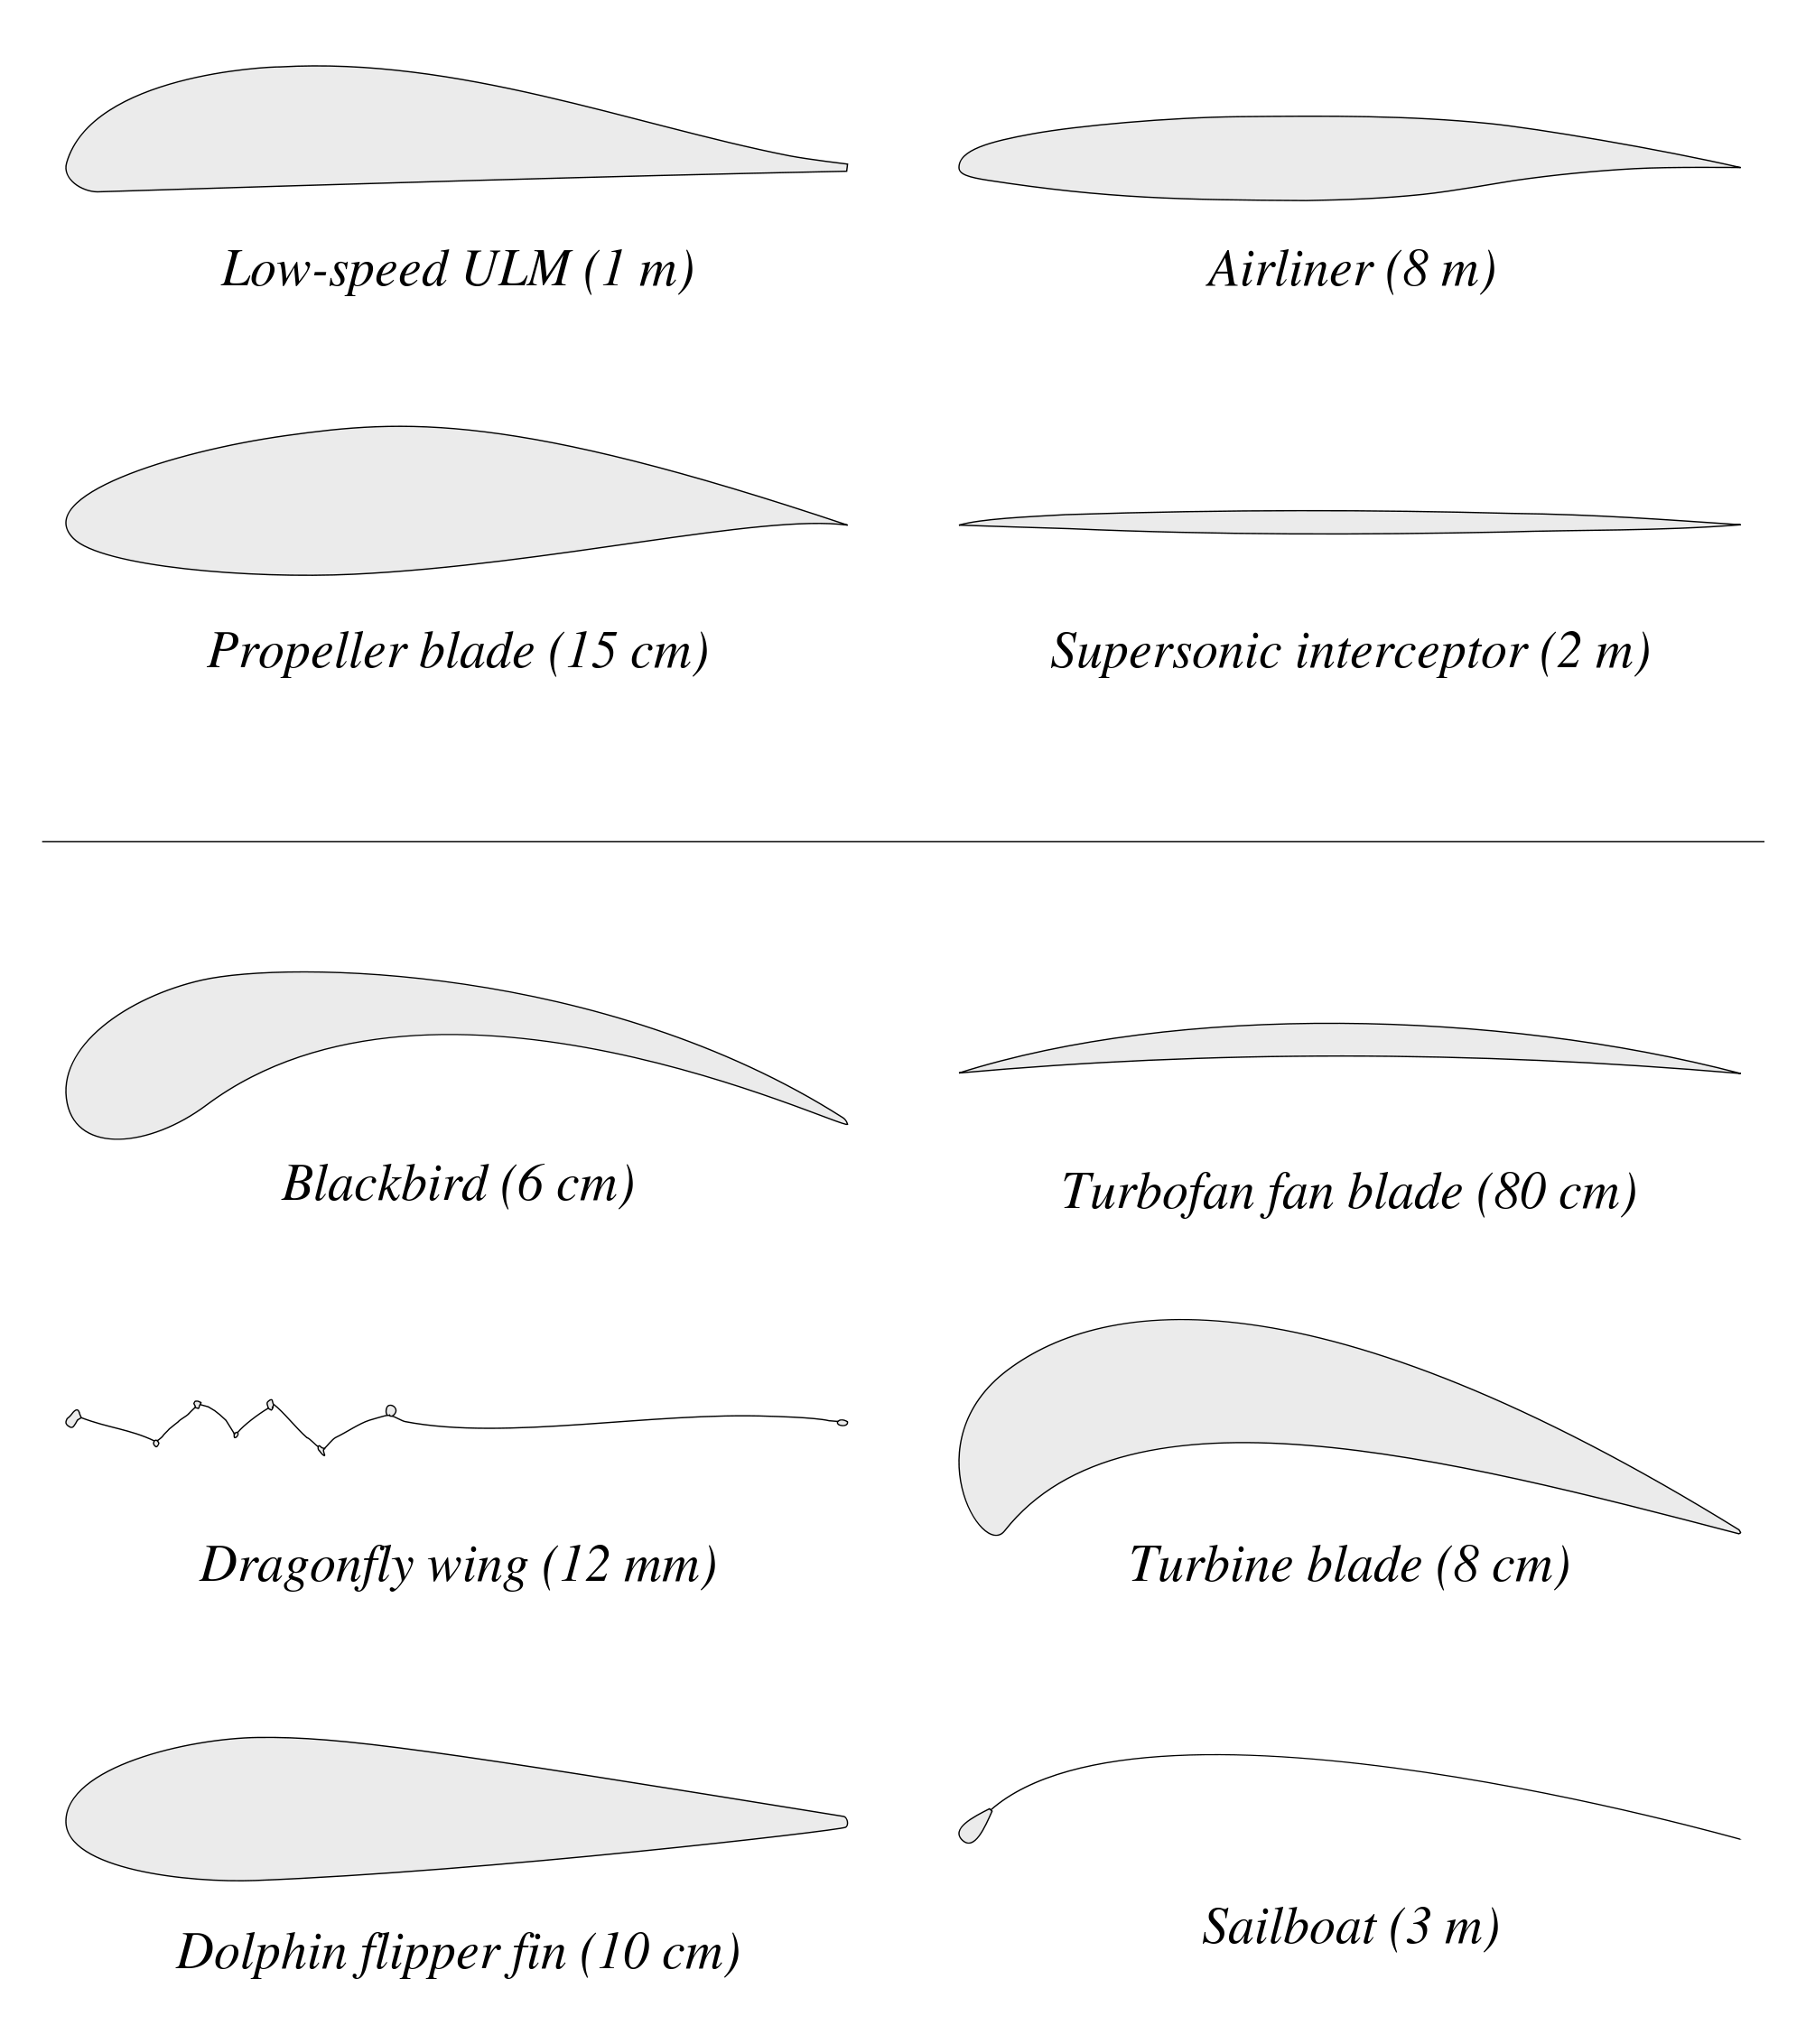 Low-speed ULM (1 m)
Airliner (8 m)
Propeller blade (15 cm)
Supersonic interceptor (2 m)
Blackbird (6 cm)
Turbofan fan blade (80 cm)
Dragonfly wing (12 mm)
Turbine blade (8 cm)
Dolphin flipper fin (10 cm)
Sailboat (3 m)